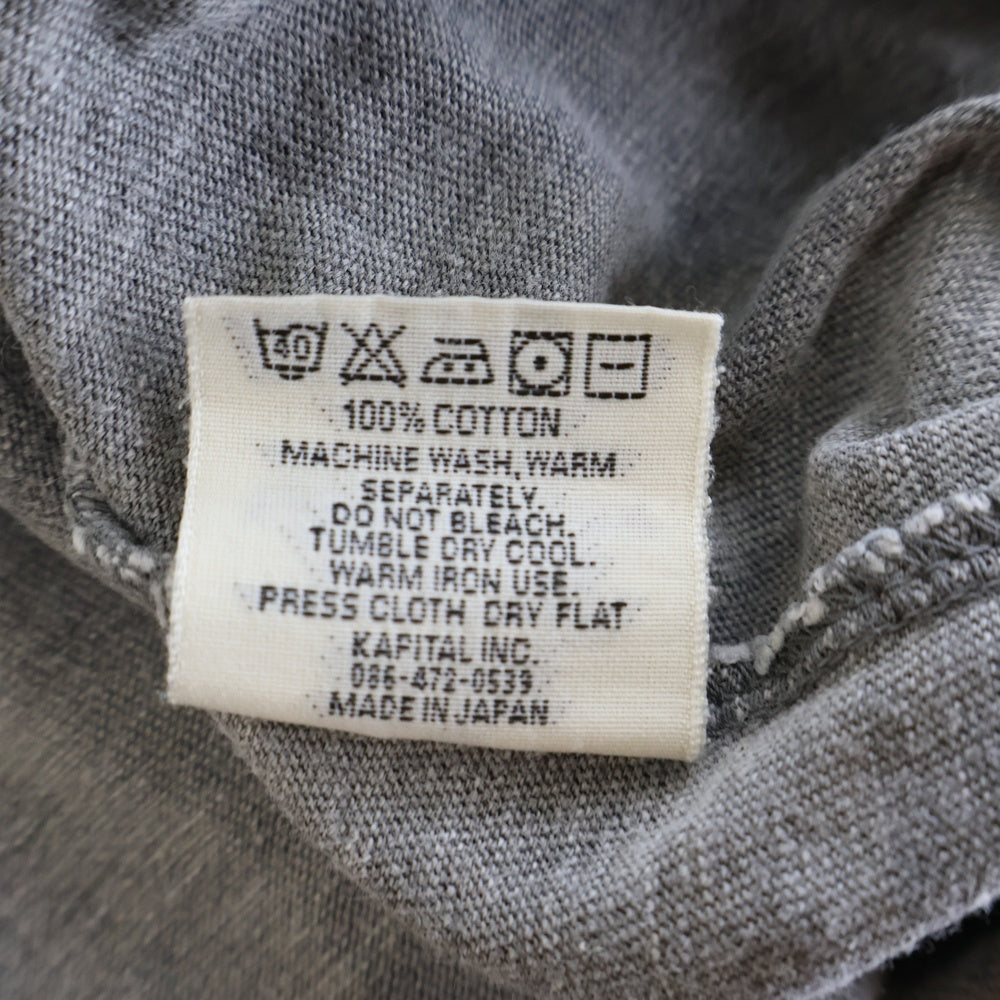 40
100% COTTON
MACHINE WASH, WARM
SEPARATELY.
DO NOT BLEACH.
TUMBLE DRY COOL.
WARM IRON USE.
PRESS CLOTH DRY FLAT
KAPITAL INC.
086-472-0539
MADE IN JAPAN